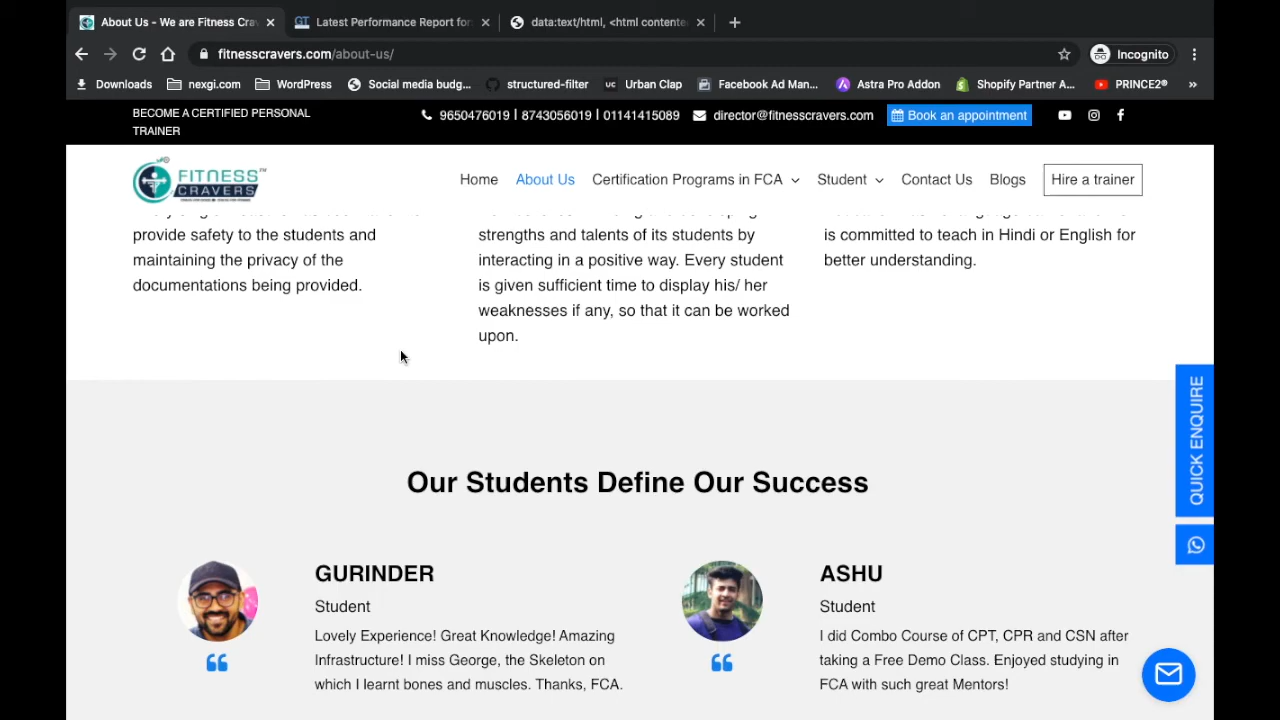 About Us - We are Fitness Cra
Latest Performance Report for
data:text/html, <html contente
fitnesscravers.com/about-us/
Incognito
Downloads
nexgi.com
WordPress
Social media budg...
structured-filter
UC Urban Clap
Facebook Ad Man...
Astra Pro Addon
Shopify Partner A...
PRINCE2®
BECOME A CERTIFIED PERSONAL
TRAINER
9650476019 | 8743056019 | 01141415089
director@fitnesscravers.com
Book an appointment
FITNESS
CRAVERS™
Home
About Us
Certification Programs in FCA
Student
Contact Us
Blogs
Hire a trainer
provide safety to the students and
maintaining the privacy of the
documentations being provided.
strengths and talents of its students by
interacting in a positive way. Every student
is given sufficient time to display his/ her
weaknesses if any, so that it can be worked
upon.
is committed to teach in Hindi or English for
better understanding.
QUICK ENQUIRE
Our Students Define Our Success
GURINDER
Student
Lovely Experience! Great Knowledge! Amazing
Infrastructure! I miss George, the Skeleton on
which I learnt bones and muscles. Thanks, FCA.
ASHU
Student
I did Combo Course of CPT, CPR and CSN after
taking a Free Demo Class. Enjoyed studying in
FCA with such great Mentors!